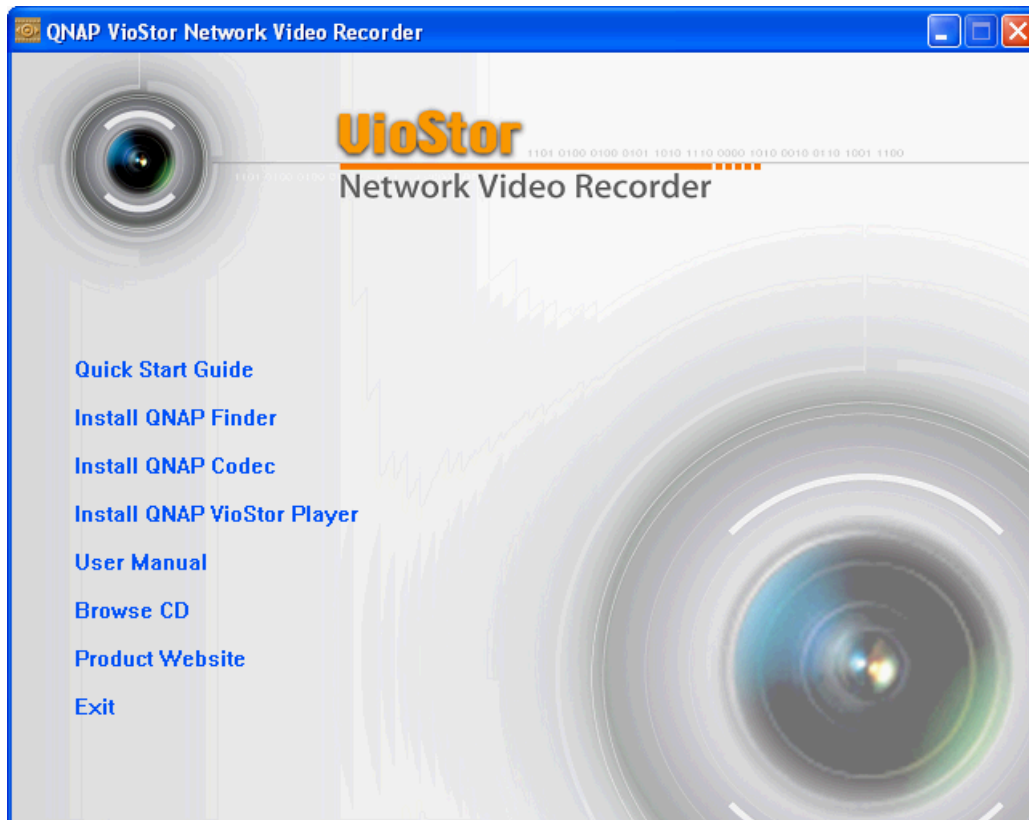 QNAP VioStor Network Video Recorder
VioStor
1101 0100 0100 0101 1010 1110 0000 1010 0010 0110 1001 1100
Network Video Recorder
Quick Start Guide
Install QNAP Finder
Install QNAP Codec
Install QNAP VioStor Player
User Manual
Browse CD
Product Website
Exit